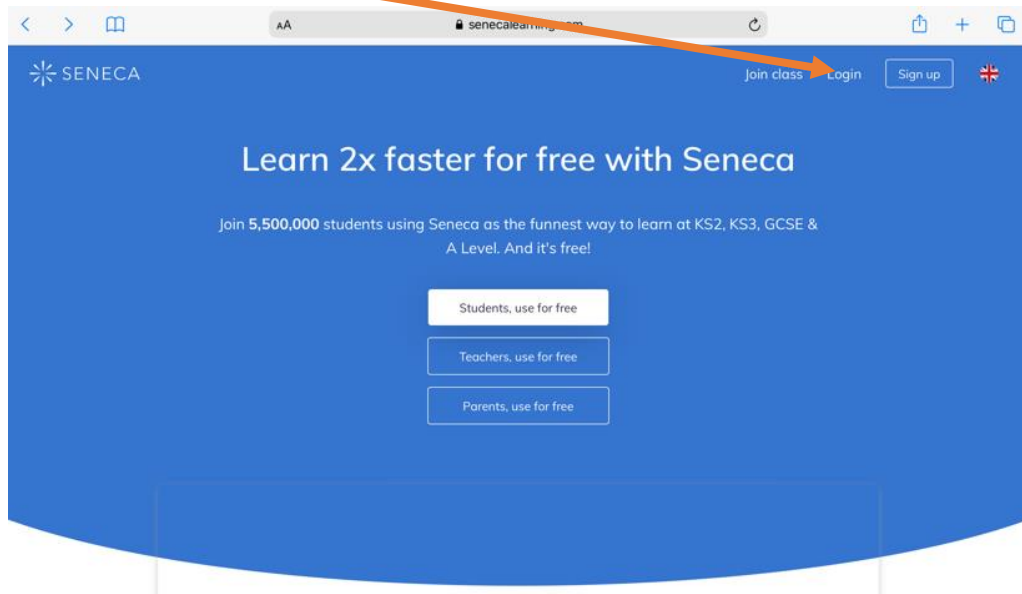 AA senecalearning.com
SENECA
Join class Login Sign up
Learn 2x faster for free with Seneca
Join 5,500,000 students using Seneca as the funnest way to learn at KS2, KS3, GCSE &
A Level. And it's free!
Students, use for free
Teachers, use for free
Parents, use for free